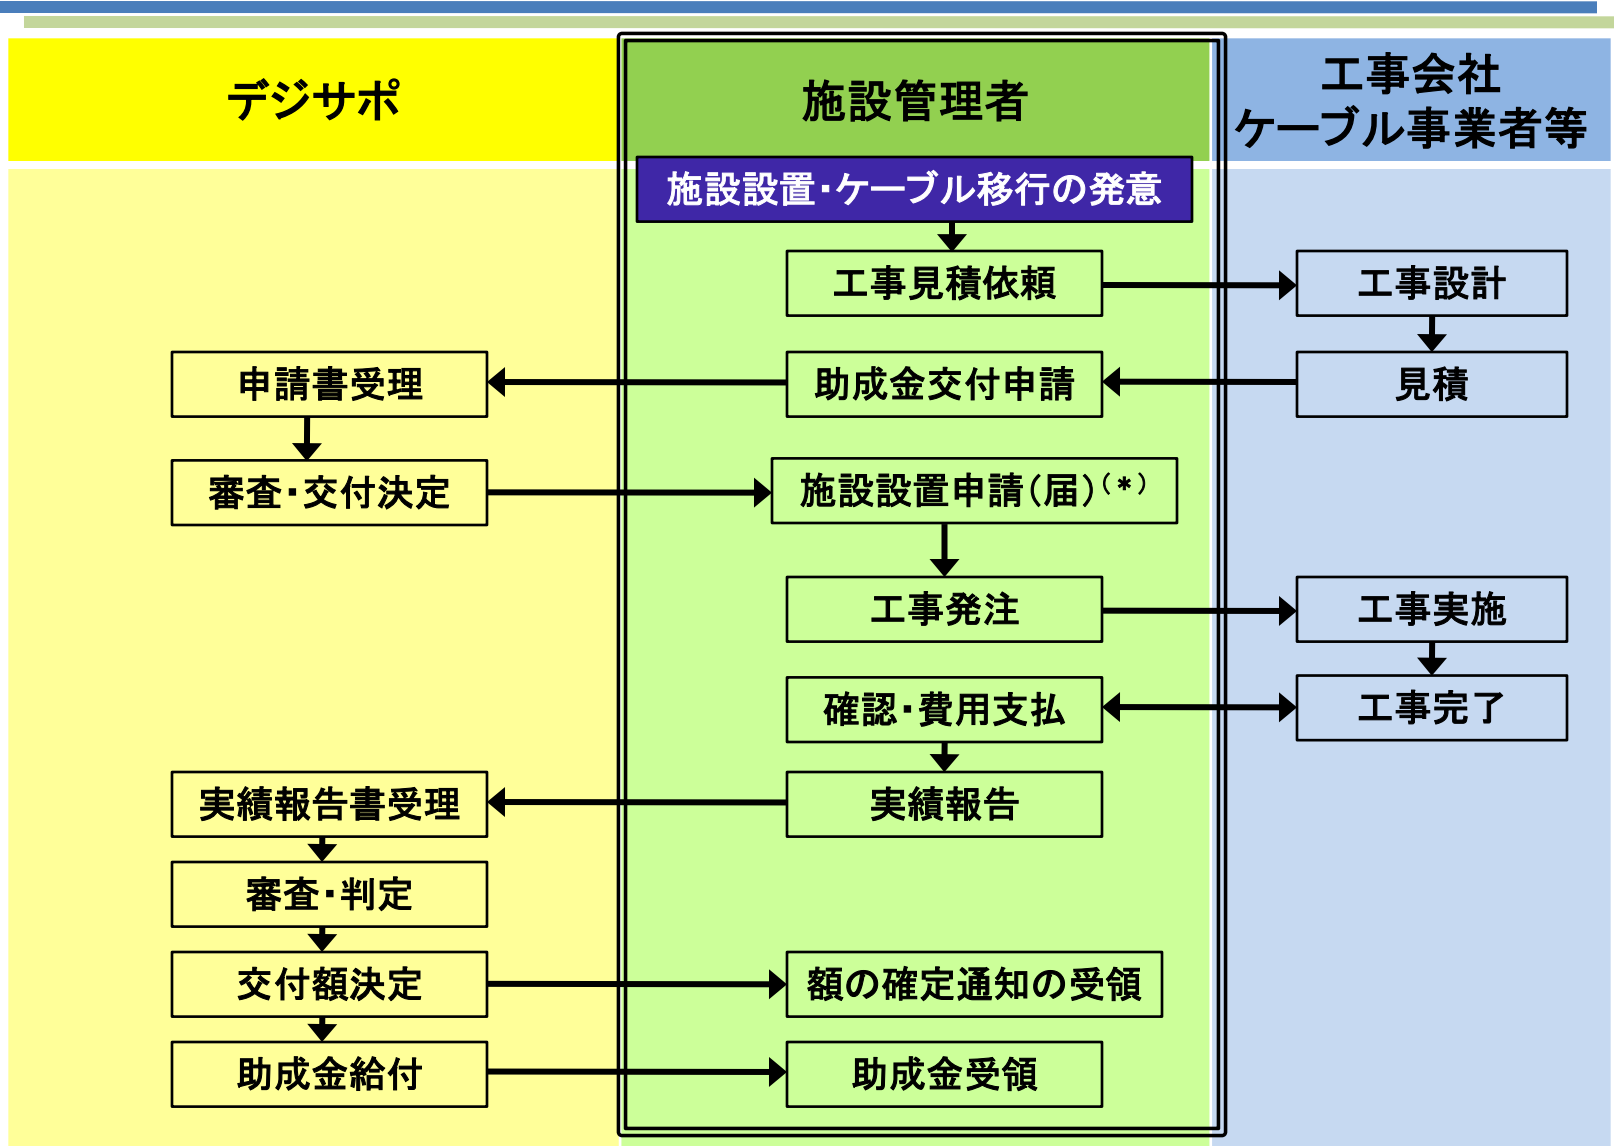 デジサポ
施設管理者
工事会社
ケーブル事業者等
施設設置・ケーブル移行の発意
工事見積依頼
工事設計
申請書受理
助成金交付申請
見積
審査・交付決定
施設設置申請(届)(*)
工事発注
工事実施
確認・費用支払
工事完了
実績報告書受理
実績報告
審査・判定
交付額決定
額の確定通知の受領
助成金給付
助成金受領